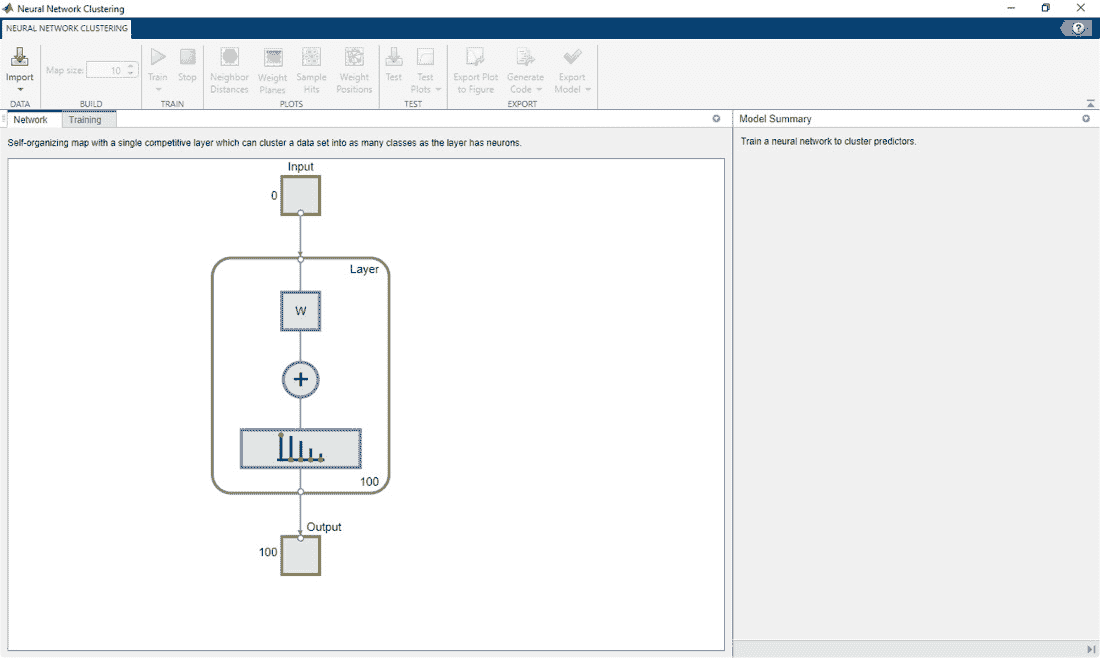 Neural Network Clustering
NEURAL NETWORK CLUSTERING
?
Import
Map size: 10
Train
Stop
Neighbor
Distances
Weight
Planes
Sample
Hits
Weight
Positions
Test
Test
Plots
Export Plot
to Figure
Generate
Code
Export
Model
DATA
BUILD
TRAIN
PLOTS
TEST
EXPORT
Network
Training
Model Summary
Self-organizing map with a single competitive layer which can cluster a data set into as many classes as the layer has neurons.
Train a neural network to cluster predictors.
Input
0
Layer
W
+
100
Output
100